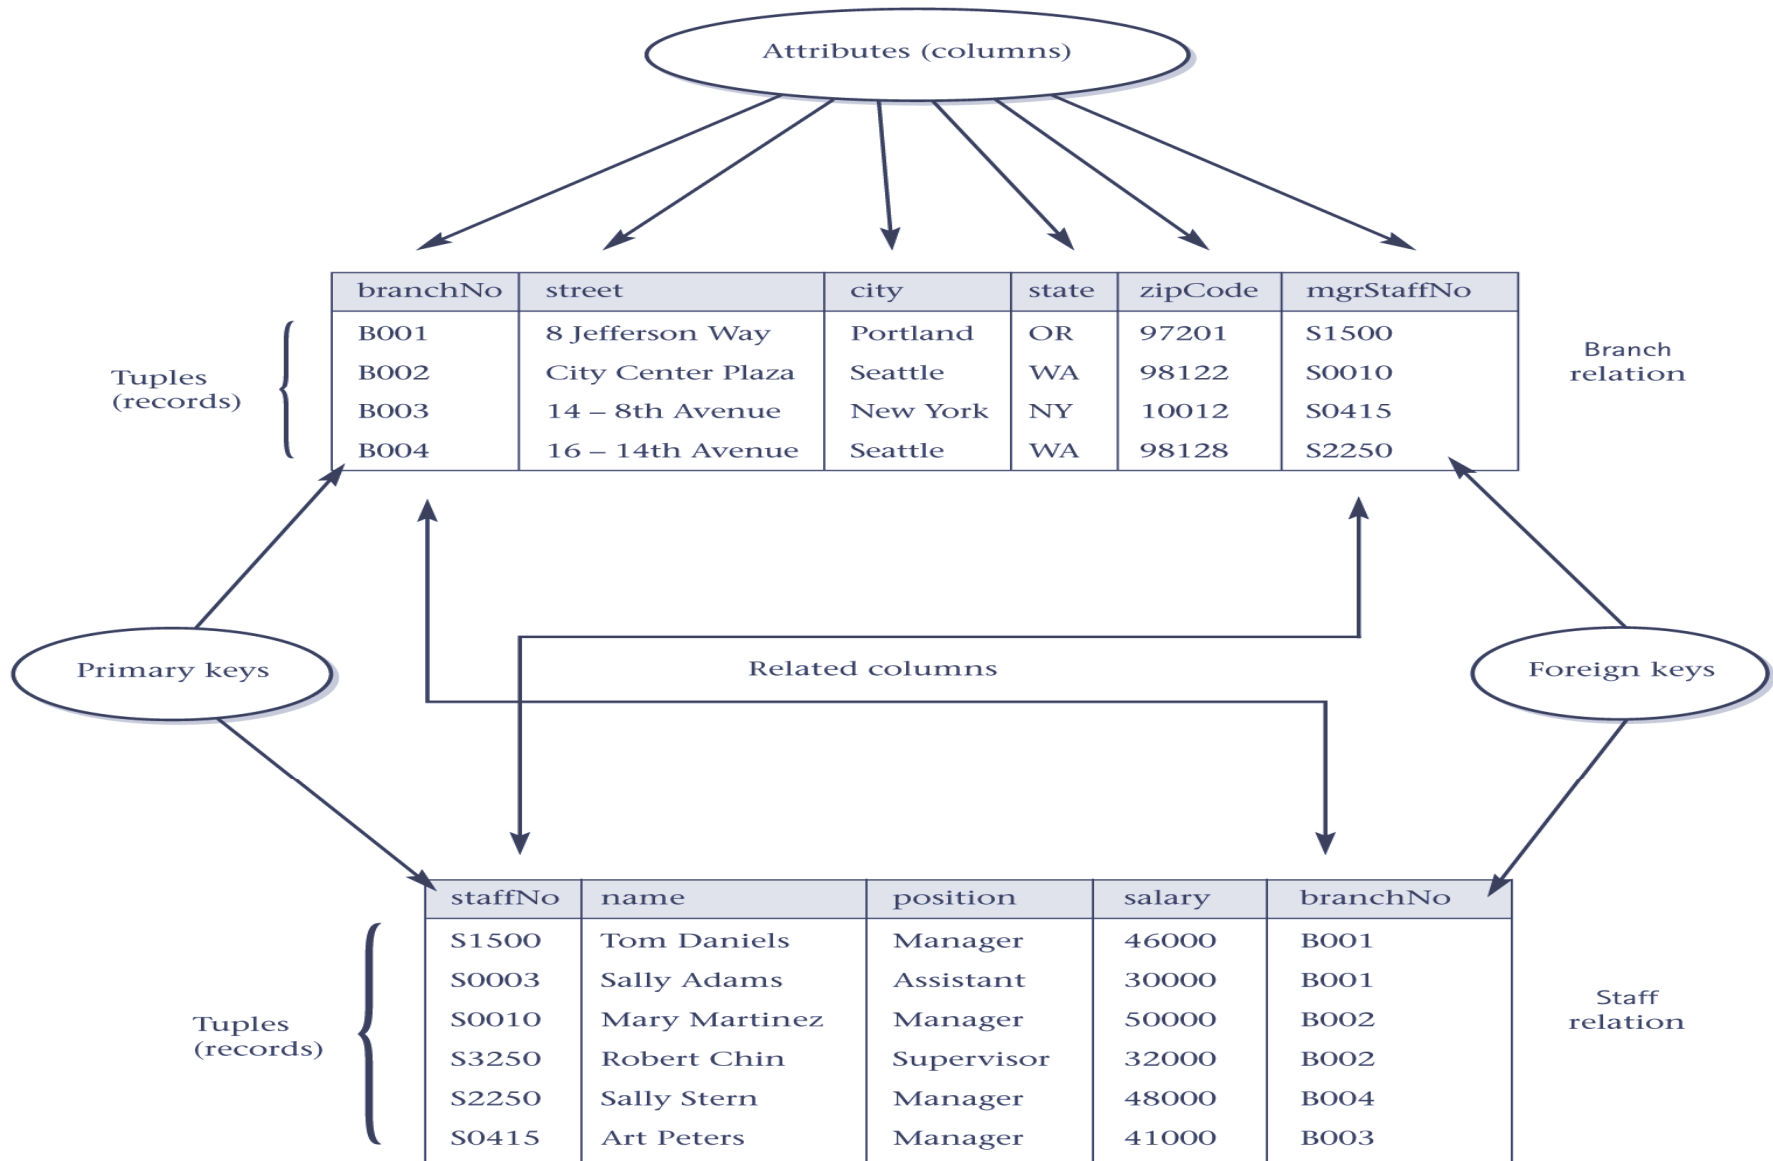 Attributes (columns)
branchNo street city state zipCode mgrStaffNo
B001 8 Jefferson Way Portland OR 97201 S1500
B002 City Center Plaza Seattle WA 98122 S0010
B003 14 – 8th Avenue New York NY 10012 S0415
B004 16 – 14th Avenue Seattle WA 98128 S2250
Tuples
(records)
Branch
relation
Primary keys
Related columns
Foreign keys
staffNo name position salary branchNo
S1500 Tom Daniels Manager 46000 B001
S0003 Sally Adams Assistant 30000 B001
S0010 Mary Martinez Manager 50000 B002
S3250 Robert Chin Supervisor 32000 B002
S2250 Sally Stern Manager 48000 B004
S0415 Art Peters Manager 41000 B003
Tuples
(records)
Staff
relation